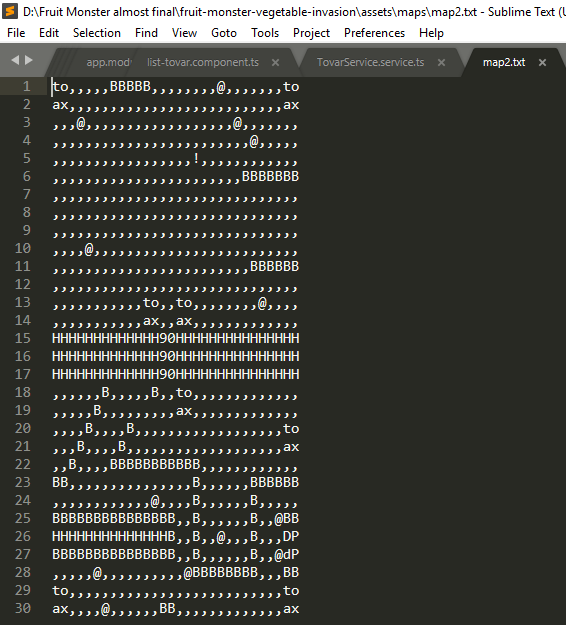 D:\Fruit Monster almost final\fruit-monster-vegetable-invasion\assets\maps\map2.txt - Sublime Text (
File Edit Selection Find View Goto Tools Project Preferences Help
app.mod list-tovar.component.ts × TovarService.service.ts × map2.txt ×
1 to,,,,,BBBBB,,,,,,,,@,,,,,,,to
2 ax,,,,,,,,,,,,,,,,,,,,,,,,,,ax
3 ,,,@,,,,,,,,,,,,,,,,,,@,,,,,,,
4 ,,,,,,,,,,,,,,,,,,,,,,,,@,,,,,
5 ,,,,,,,,,,,,,,,,,!,,,,,,,,,,,,
6 ,,,,,,,,,,,,,,,,,,,,,,,BBBBBBB
7 ,,,,,,,,,,,,,,,,,,,,,,,,,,,,,,
8 ,,,,,,,,,,,,,,,,,,,,,,,,,,,,,,
9 ,,,,,,,,,,,,,,,,,,,,,,,,,,,,,,
10 ,,,,@,,,,,,,,,,,,,,,,,,,,,,,,,
11 ,,,,,,,,,,,,,,,,,,,,,,,,BBBBBB
12 ,,,,,,,,,,,,,,,,,,,,,,,,,,,,,,
13 ,,,,,,,,,,,to,,to,,,,,,,,@,,,,
14 ,,,,,,,,,,,ax,,ax,,,,,,,,,,,,,
15 HHHHHHHHHHHHH90HHHHHHHHHHHHHHH
16 HHHHHHHHHHHHH90HHHHHHHHHHHHHHH
17 HHHHHHHHHHHHH90HHHHHHHHHHHHHHH
18 ,,,,,,B,,,,,B,,to,,,,,,,,,,,,,
19 ,,,,,B,,,,,,,,,ax,,,,,,,,,,,,,
20 ,,,,B,,,,B,,,,,,,,,,,,,,,,,,to
21 ,,,B,,,,B,,,,,,,,,,,,,,,,,,,ax
22 ,,B,,,,BBBBBBBBBBB,,,,,,,,,,,,
23 BB,,,,,,,,,,,,,,,B,,,,,,BBBBBB
24 ,,,,,,,,,,,,@,,,,B,,,,,,B,,,,,
25 BBBBBBBBBBBBBBB,,B,,,,,,B,,@BB
26 HHHHHHHHHHHHHHB,,B,,@,,,B,,,DP
27 BBBBBBBBBBBBBBB,,B,,,,,,B,,@dP
28 ,,,,,@,,,,,,,,,,@BBBBBBBB,,,BB
29 to,,,,,,,,,,,,,,,,,,,,,,,,,,to
30 ax,,,,@,,,,,,BB,,,,,,,,,,,,,ax